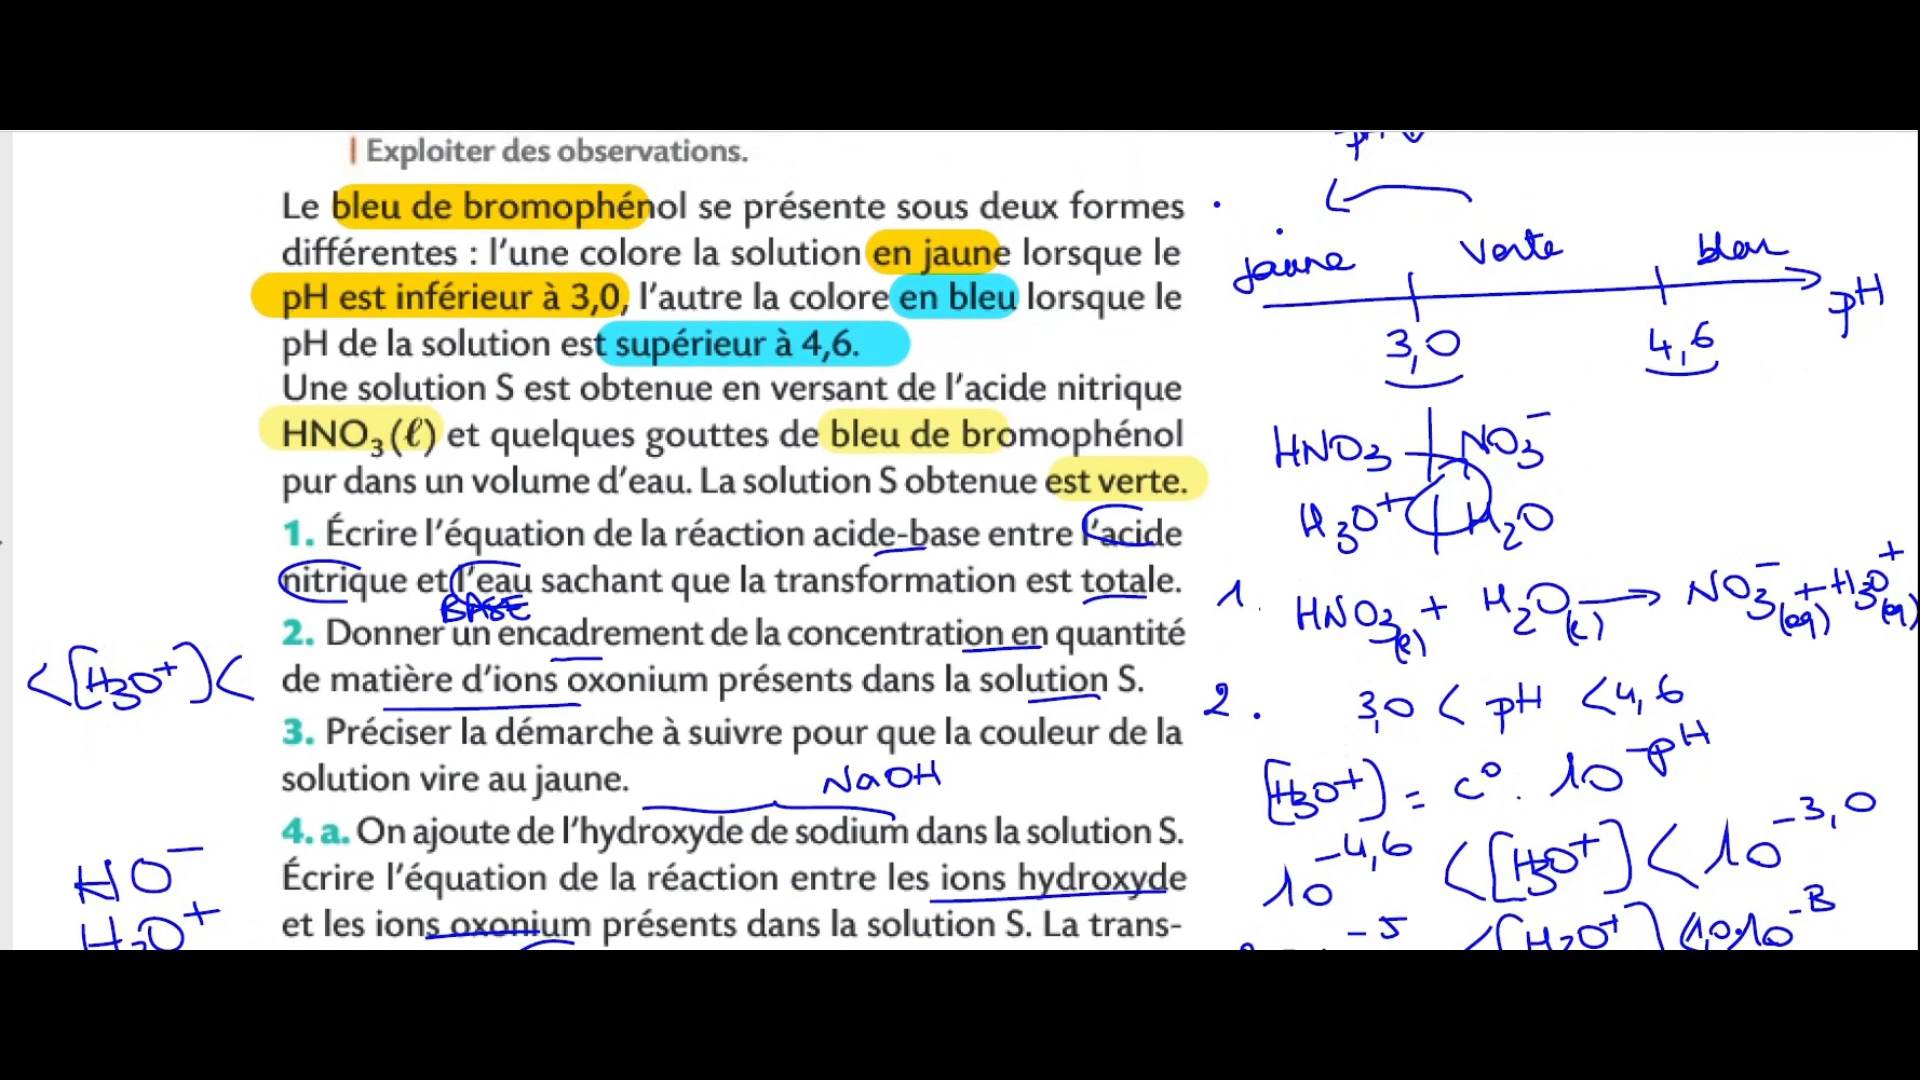 | Exploiter des observations.
Le bleu de bromophénol se présente sous deux formes
différentes : l'une colore la solution en jaune lorsque le
pH est inférieur à 3,0, l'autre la colore en bleu lorsque le
pH de la solution est supérieur à 4,6.
Une solution S est obtenue en versant de l'acide nitrique
HNO₃(ℓ) et quelques gouttes de bleu de bromophénol
pur dans un volume d'eau. La solution S obtenue est verte.
1. Écrire l'équation de la réaction acide-base entre l'acide
nitrique et l'eau sachant que la transformation est totale.
BASE
2. Donner un encadrement de la concentration en quantité
de matière d'ions oxonium présents dans la solution S.
<[H₃O⁺]<
3. Préciser la démarche à suivre pour que la couleur de la
solution vire au jaune.
NaOH
4. a. On ajoute de l'hydroxyde de sodium dans la solution S.
Écrire l'équation de la réaction entre les ions hydroxyde
et les ions oxonium présents dans la solution S. La trans-
HO⁻
H₃O⁺
jaune verte bleu
pH
3,0 4,6
HNO₃ NO₃⁻
H₃O⁺ H₂O
1. HNO₃(ℓ) + H₂O(ℓ) → NO₃⁻(aq) + H₃O⁺(aq)
2. 3,0 < pH < 4,6
[H₃O⁺] = c⁰ . 10^-pH
10^-4,6 < [H₃O⁺] < 10^-3,0
-5 < [H₃O⁺] < 1,0.10^-3